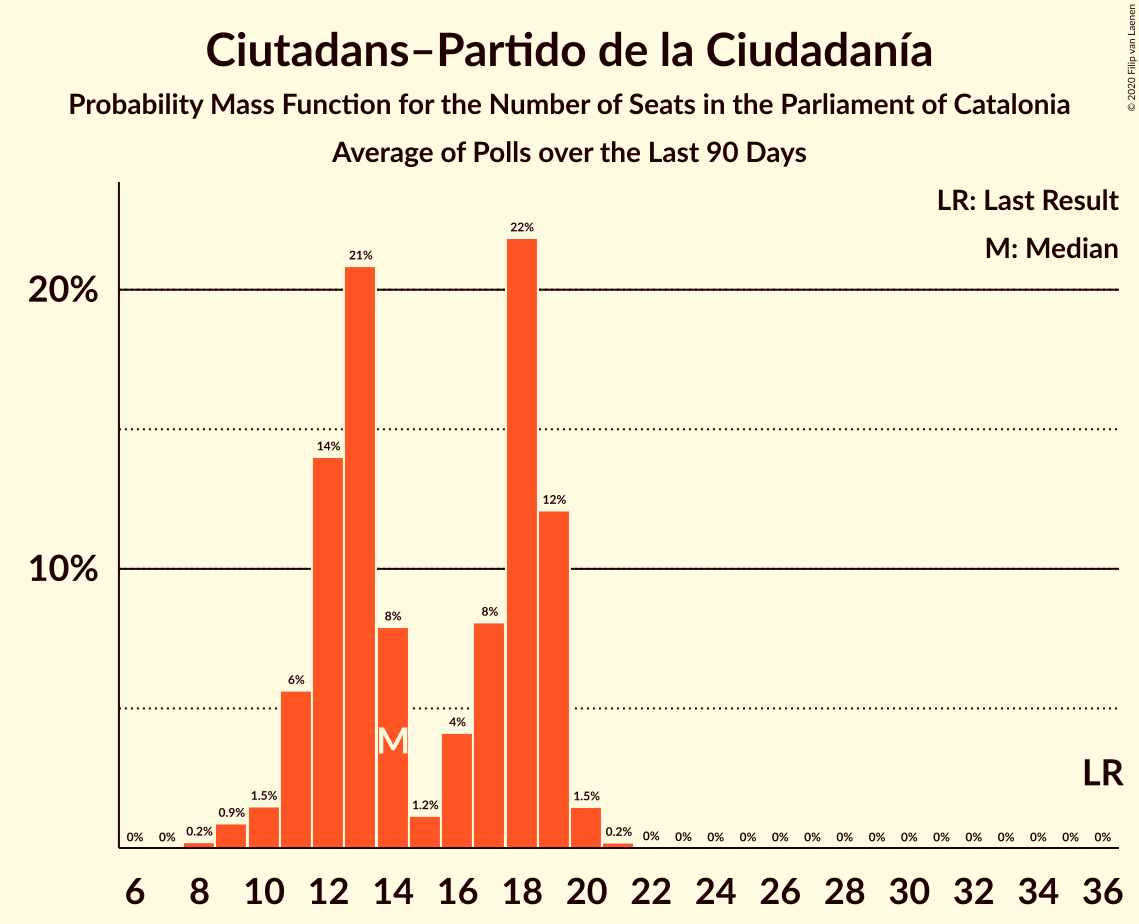 Ciutadans–Partido de la Ciudadanía
Probability Mass Function for the Number of Seats in the Parliament of Catalonia
Average of Polls over the Last 90 Days
© 2020 Filip van Laenen
LR: Last Result
M: Median
20%
10%
0% 0% 0.2% 0.9% 1.5% 6% 14% 21% 8% 1.2% 4% 8% 22% 12% 1.5% 0.2% 0% 0% 0% 0% 0% 0% 0% 0% 0% 0% 0% 0% 0% 0% 0%
M
LR
6 8 10 12 14 16 18 20 22 24 26 28 30 32 34 36